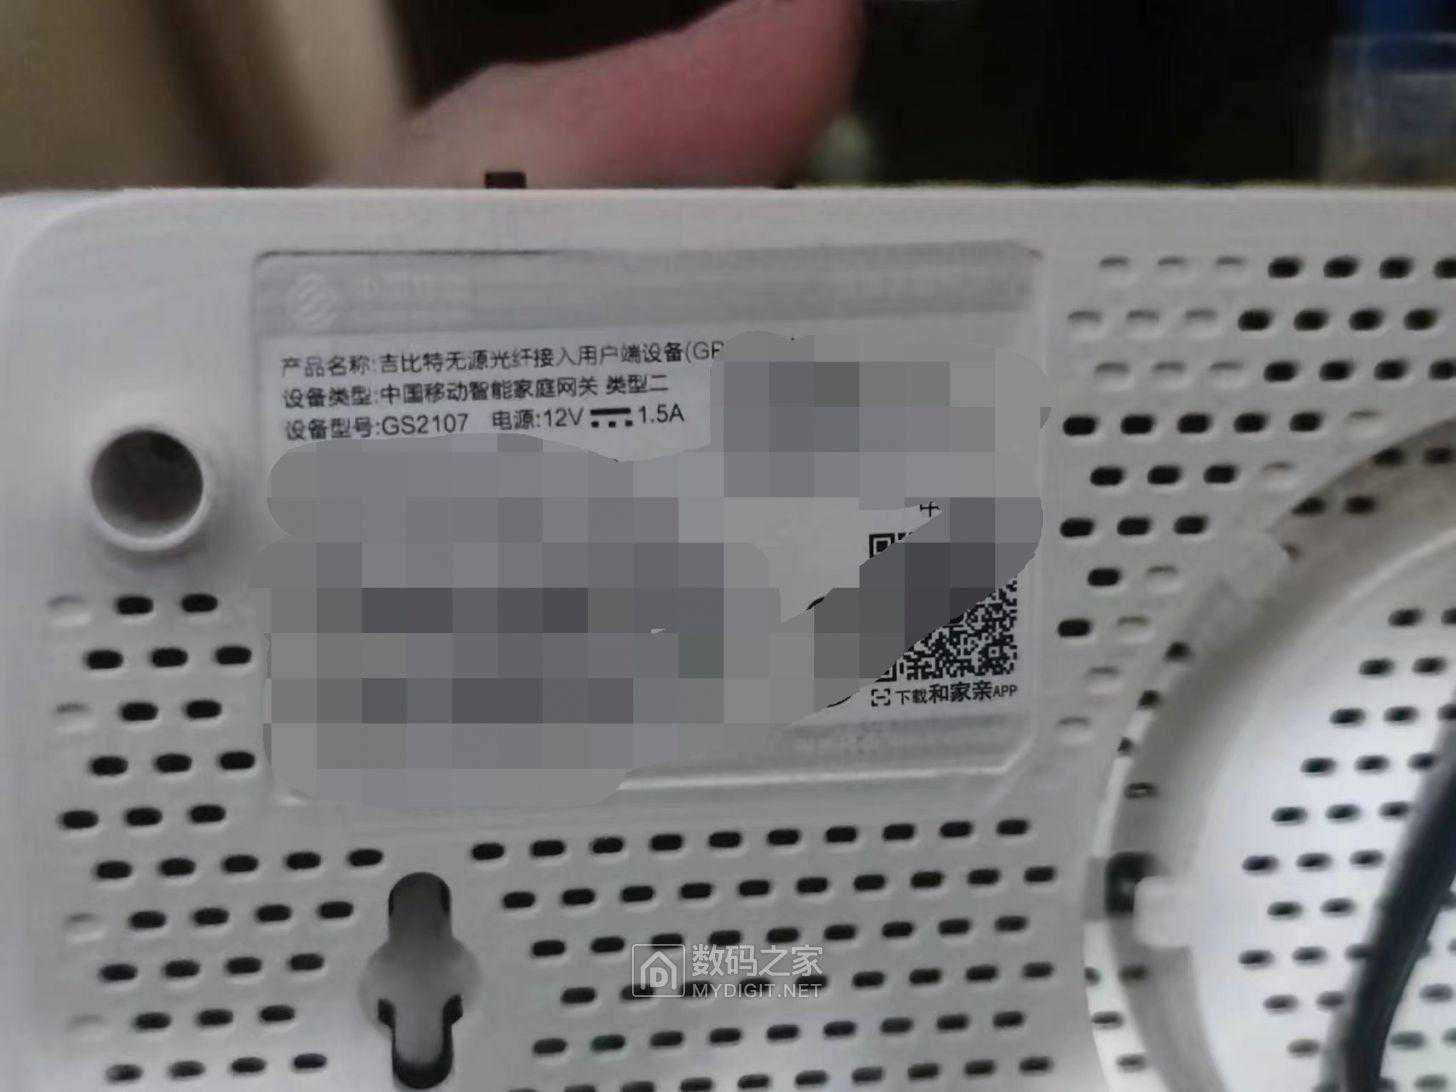 产品名称:吉比特无源光纤接入用户端设备(GP
设备类型:中国移动智能家庭网关 类型二
设备型号:GS2107 电源:12V 1.5A
下载和家亲APP
数码之家
MYDIGIT.NET